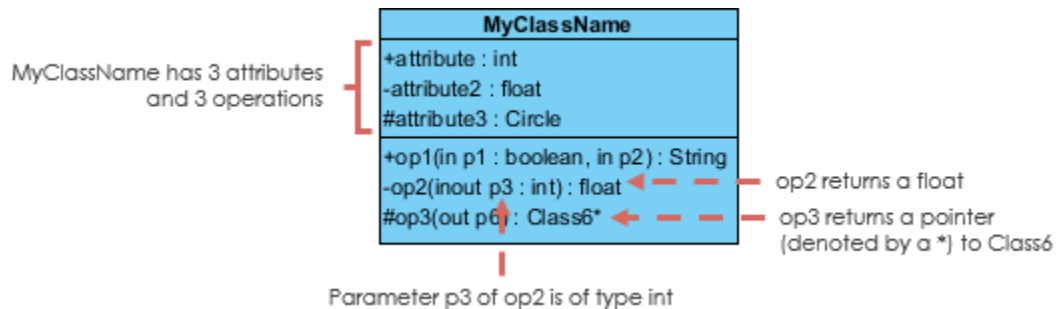 MyClassName
+attribute : int
-attribute2 : float
#attribute3 : Circle
MyClassName has 3 attributes
and 3 operations
+op1(in p1 : boolean, in p2) : String
-op2(inout p3 : int) : float
#op3(out p6) : Class6*
op2 returns a float
op3 returns a pointer
(denoted by a *) to Class6
Parameter p3 of op2 is of type int